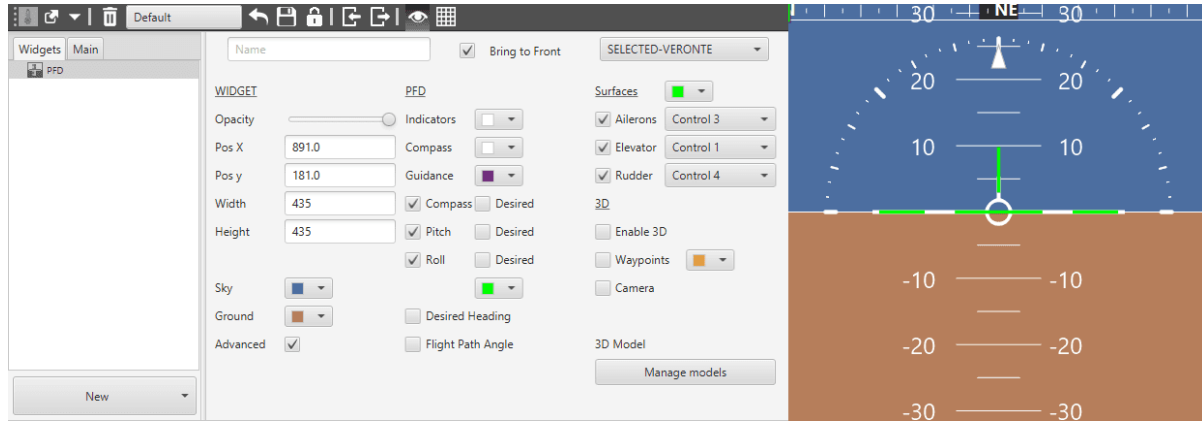 Default
Widgets Main
PFD
New
Name
Bring to Front
SELECTED-VERONTE
WIDGET PFD Surfaces
Opacity Indicators Ailerons Control 3
Pos X 891.0 Compass Elevator Control 1
Pos y 181.0 Guidance Rudder Control 4
Width 435 Compass Desired 3D
Height 435 Pitch Desired Enable 3D
Roll Desired Waypoints
Sky Camera
Ground Desired Heading
Advanced Flight Path Angle 3D Model
Manage models
30 NE 30
20 20
10 10
-10 -10
-20 -20
-30 -30